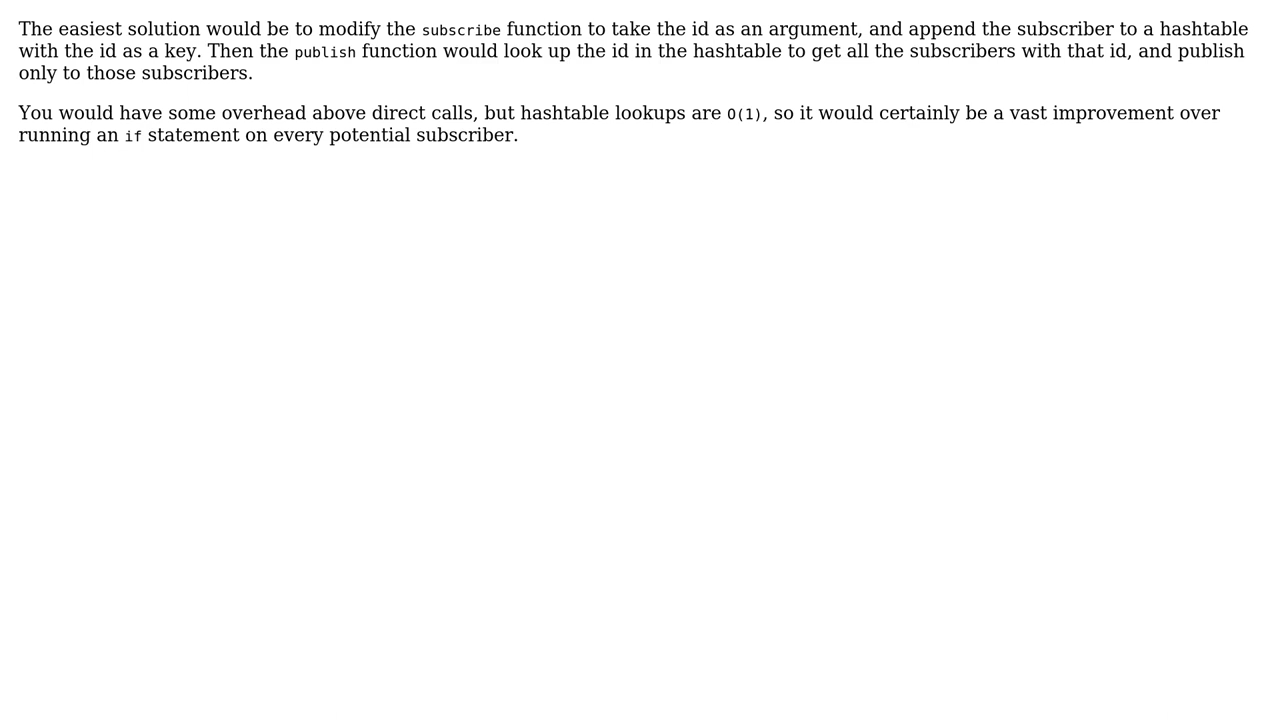 The easiest solution would be to modify the subscribe function to take the id as an argument, and append the subscriber to a hashtable
with the id as a key. Then the publish function would look up the id in the hashtable to get all the subscribers with that id, and publish
only to those subscribers.
You would have some overhead above direct calls, but hashtable lookups are O(1), so it would certainly be a vast improvement over
running an if statement on every potential subscriber.